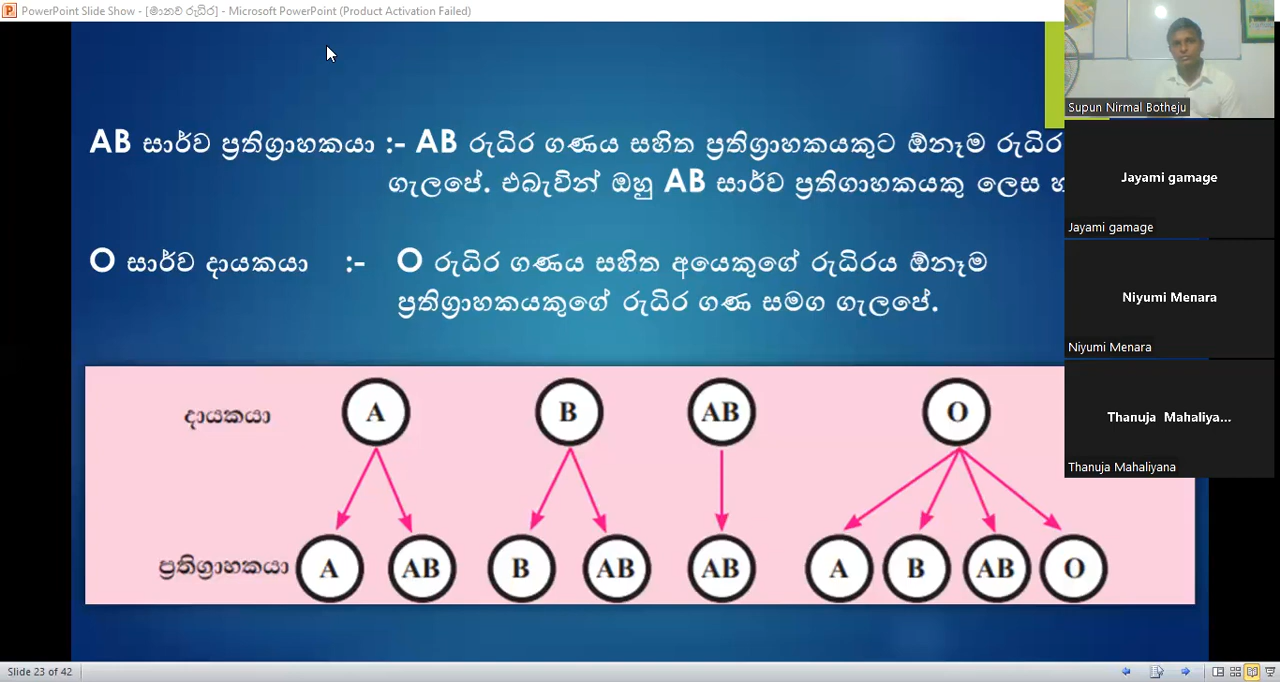 PowerPoint Slide Show - [මානව රුධිර] - Microsoft PowerPoint (Product Activation Failed)
AB සාර්ව ප්‍රතිග්‍රාහකයා :- AB රුධිර ගණය සහිත ප්‍රතිග්‍රාහකයකුට ඕනෑම රුධිර
ගැලපේ. එබැවින් ඔහු AB සාර්ව ප්‍රතිගාහකයකු ලෙස
O සාර්ව දායකයා :- O රුධිර ගණය සහිත අයෙකුගේ රුධිරය ඕනෑම
ප්‍රතිග්‍රාහකයකුගේ රුධිර ගණ සමග ගැලපේ.
දායකයා A B AB O
ප්‍රතිග්‍රාහකයා A AB B AB AB A B AB O
Supun Nirmal Botheju
Jayami gamage
Jayami gamage
Niyumi Menara
Niyumi Menara
Thanuja Mahaliya...
Thanuja Mahaliyana
Slide 23 of 42